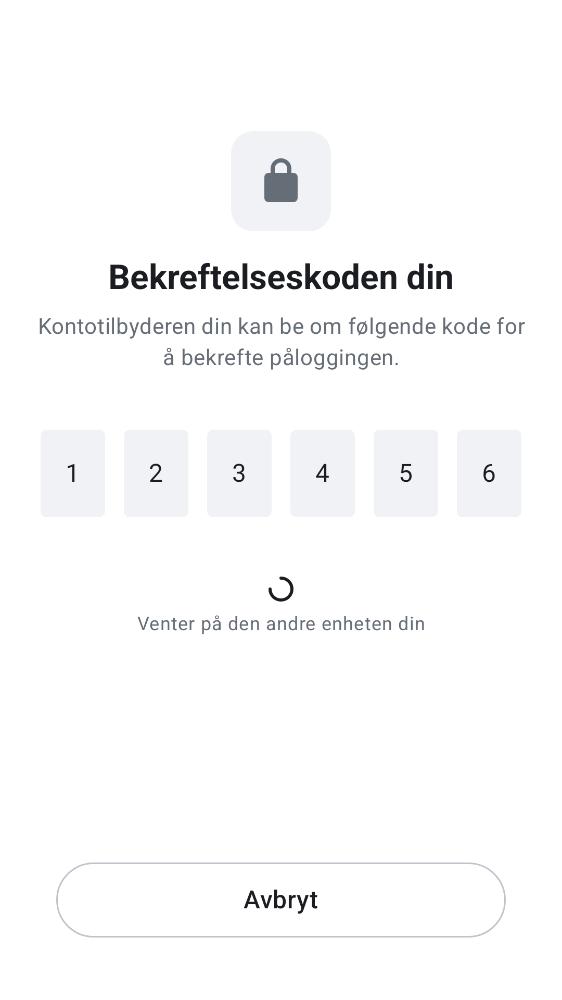 Bekreftelseskoden din
Kontotilbyderen din kan be om følgende kode for
å bekrefte påloggingen.
1 2 3 4 5 6
Venter på den andre enheten din
Avbryt